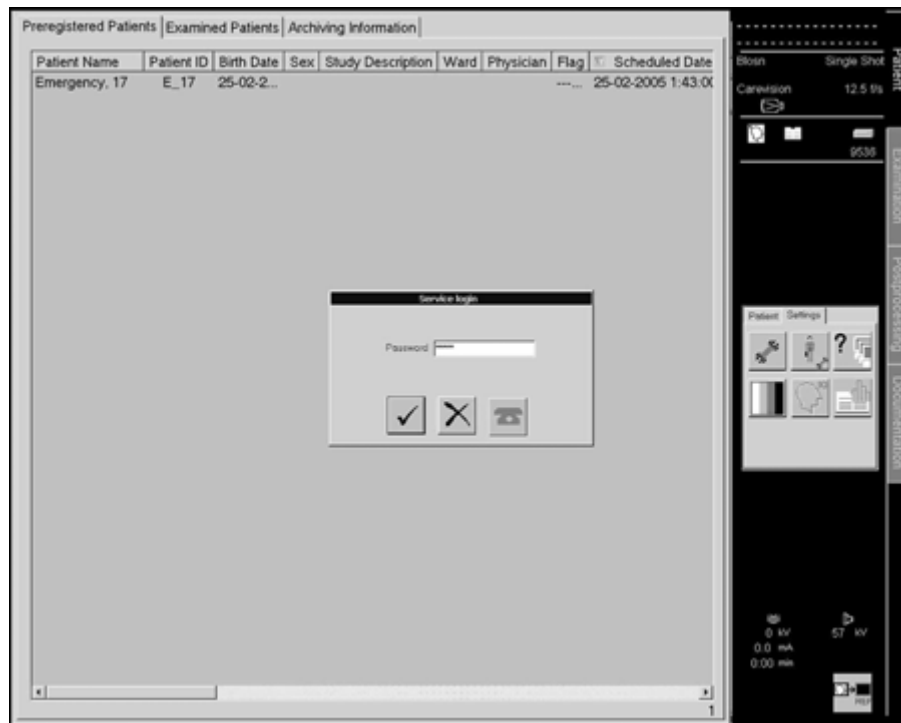 Preregistered Patients Examined Patients Archiving Information
Patient Name Patient ID Birth Date Sex Study Description Ward Physician Flag Scheduled Date
Emergency, 17 E_17 25-02-2... ---... 25-02-2005 1:43:00
Service login
Password
1
Single Shot
Carevision 12.5 f/s
9536
Patient Settings
?
0 kV 57 kV
0.0 mA
0:00 min
REF
Patient
Examination
Postprocessing
Documentation